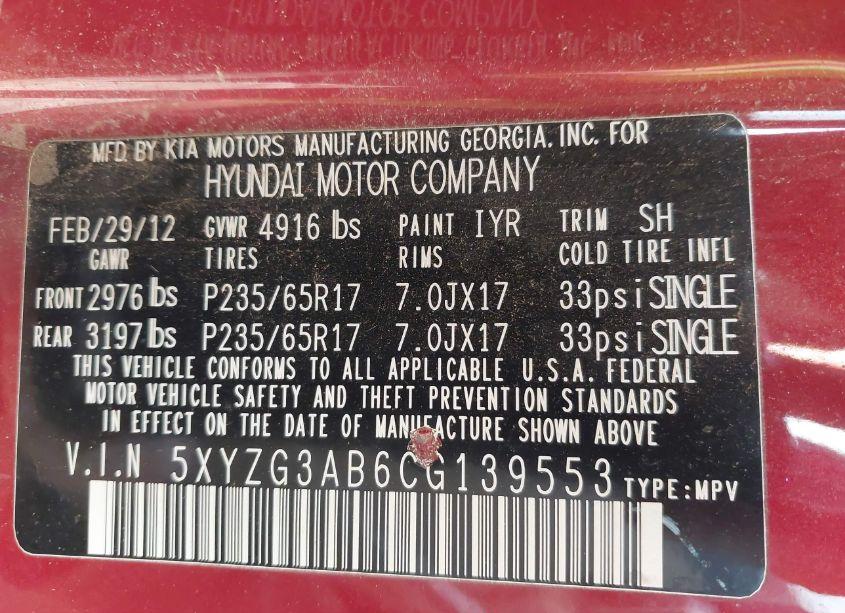 MFD. BY KIA MOTORS MANUFACTURING GEORGIA, INC. FOR
HYUNDAI MOTOR COMPANY
FEB/29/12 GVWR 4916 lbs PAINT IYR TRIM SH
GAWR TIRES RIMS COLD TIRE INFL
FRONT 2976 lbs P235/65R17 7.0JX17 33psi SINGLE
REAR 3197 lbs P235/65R17 7.0JX17 33psi SINGLE
THIS VEHICLE CONFORMS TO ALL APPLICABLE U.S.A. FEDERAL
MOTOR VEHICLE SAFETY AND THEFT PREVENTION STANDARDS
IN EFFECT ON THE DATE OF MANUFACTURE SHOWN ABOVE
V.I.N 5XYZG3AB6CG139553 TYPE:MPV